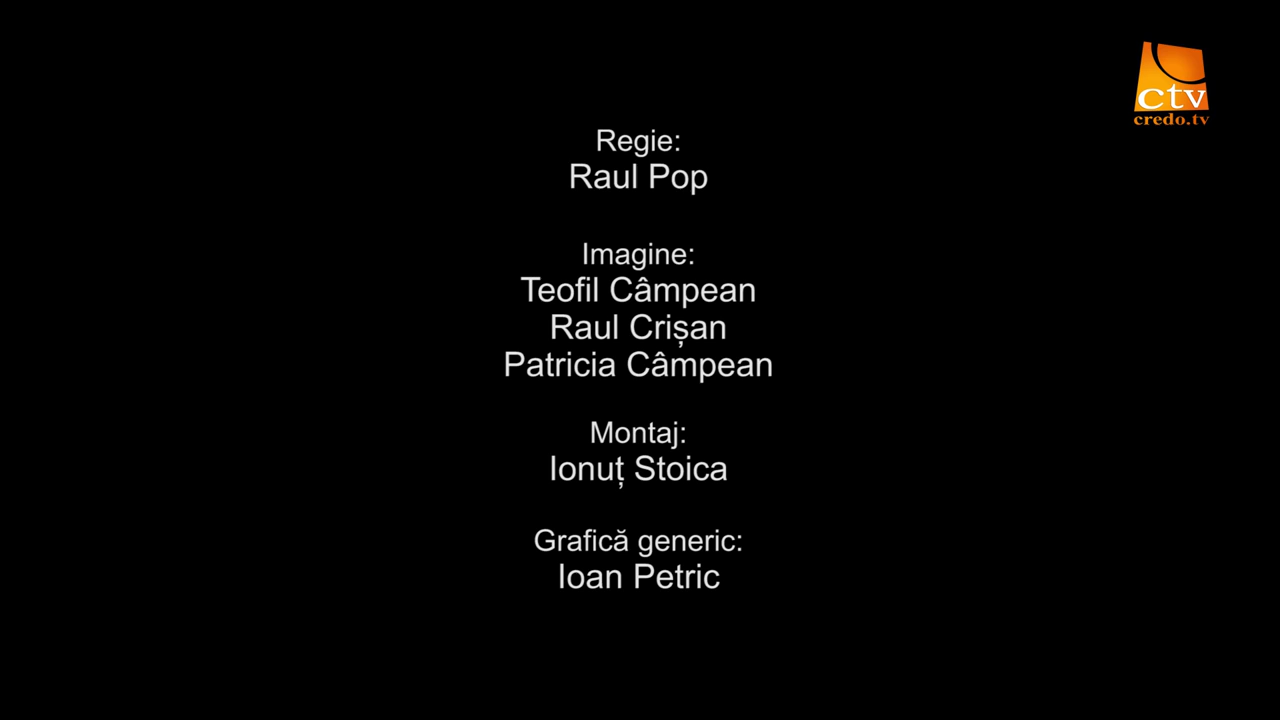 ctv
credo.tv
Regie:
Raul Pop
Imagine:
Teofil Câmpean
Raul Crișan
Patricia Câmpean
Montaj:
Ionuț Stoica
Grafică generic:
Ioan Petric